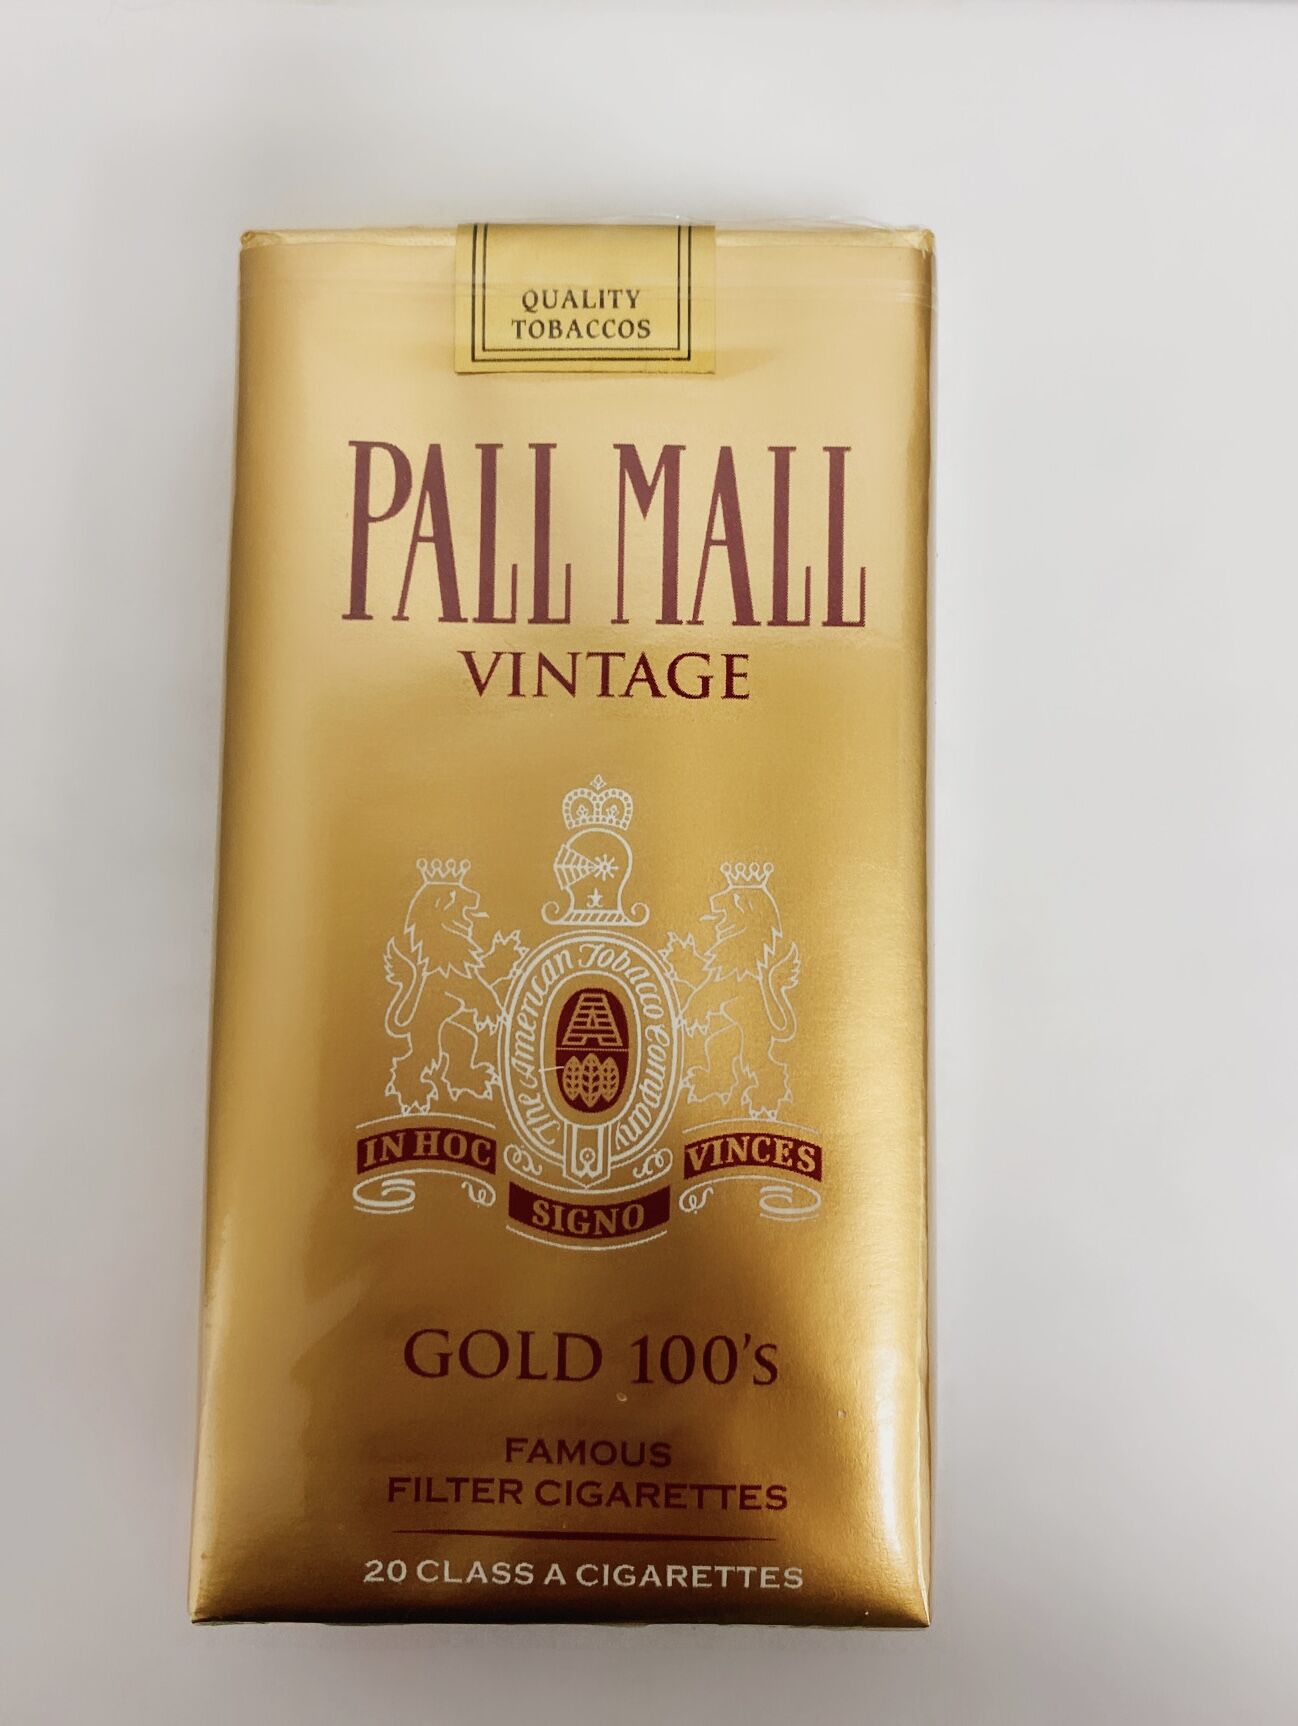 QUALITY
TOBACCOS
PALL MALL
VINTAGE
The American Tobacco Company
IN HOC
SIGNO
VINCES
GOLD 100's
FAMOUS
FILTER CIGARETTES
20 CLASS A CIGARETTES